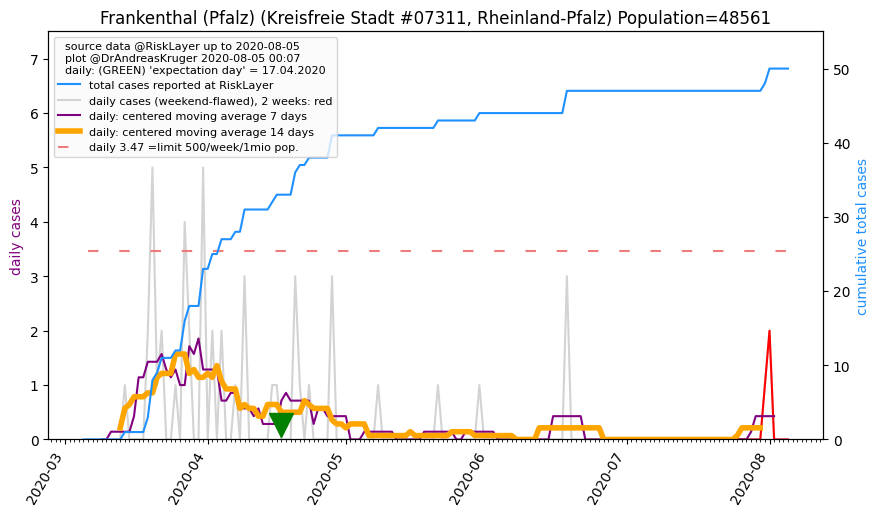 Frankenthal (Pfalz) (Kreisfreie Stadt #07311, Rheinland-Pfalz) Population=48561
source data @RiskLayer up to 2020-08-05
plot @DrAndreasKruger 2020-08-05 00:07
daily: (GREEN) 'expectation day' = 17.04.2020
total cases reported at RiskLayer
daily cases (weekend-flawed), 2 weeks: red
daily: centered moving average 7 days
daily: centered moving average 14 days
daily 3.47 =limit 500/week/1mio pop.
daily cases
7
6
5
4
3
2
1
0
cumulative total cases
50
40
30
20
10
0
2020-03
2020-04
2020-05
2020-06
2020-07
2020-08